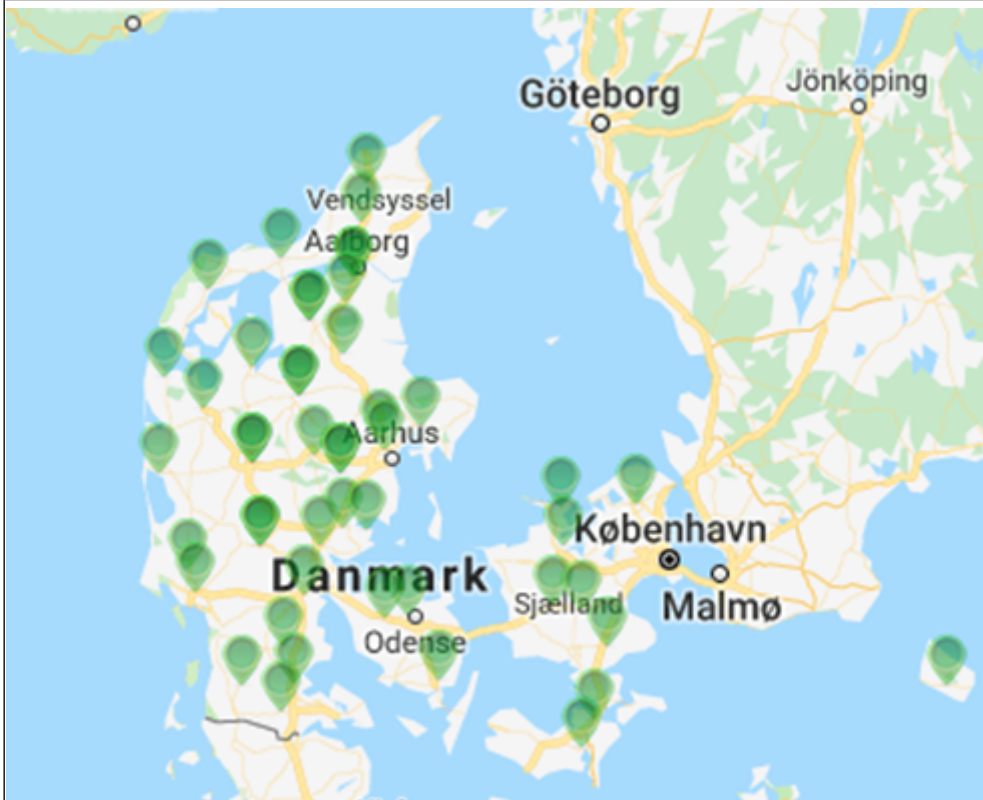 Göteborg
Jönköping
Vendsyssel
Aalborg
Aarhus
København
Danmark
Sjælland
Malmø
Odense